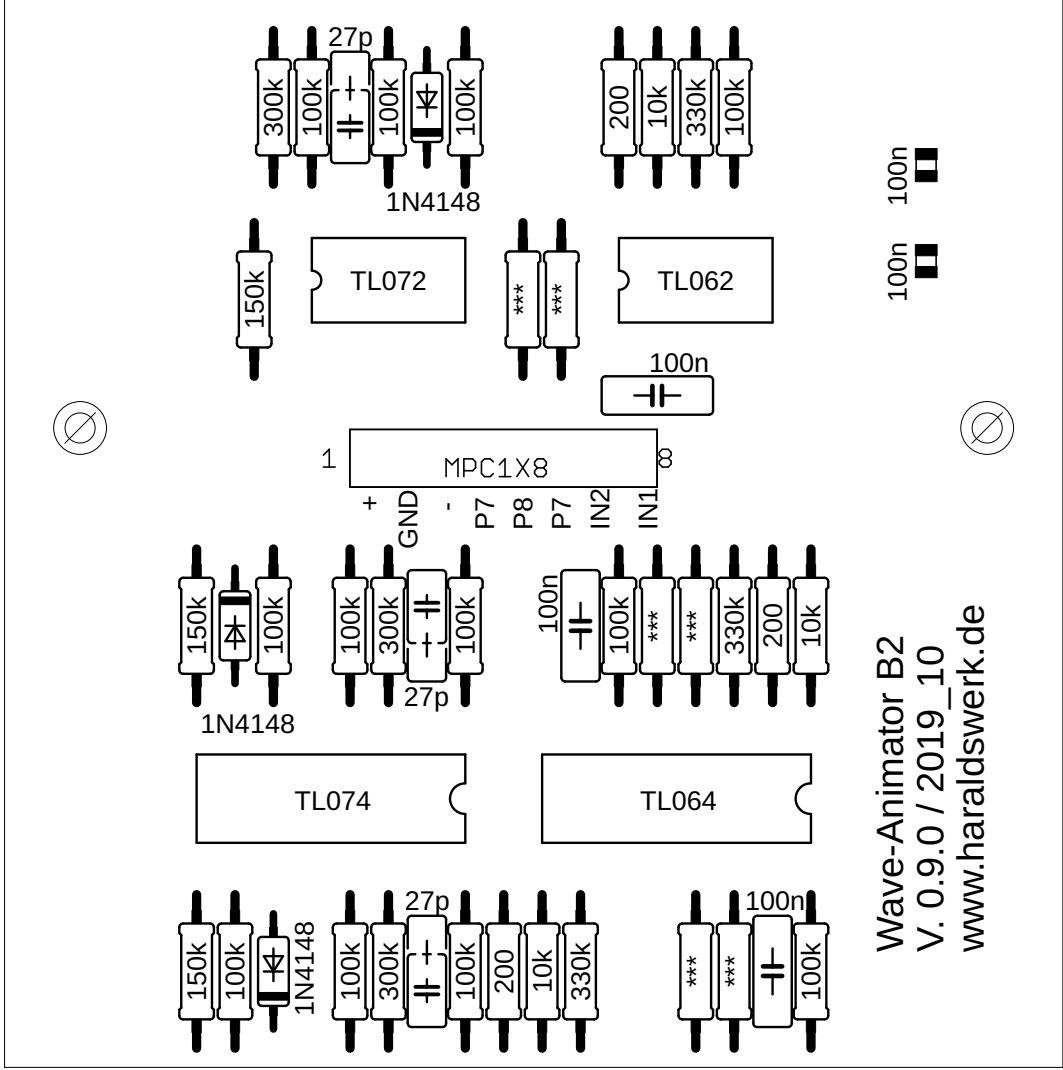 27p
300k
100k
100k
100k
200
10k
330k
100k
100n
1N4148
150k
TL072
***
***
TL062
100n
100n
1
MPC1X8
8
+
GND
-
P7
P8
P7
IN2
IN1
150k
100k
100k
300k
100k
100n
100k
***
***
330k
200
10k
27p
1N4148
TL074
TL064
Wave-Animator B2
V. 0.9.0 / 2019_10
www.haraldswerk.de
27p
100n
150k
100k
1N4148
100k
300k
100k
200
10k
330k
***
***
100k